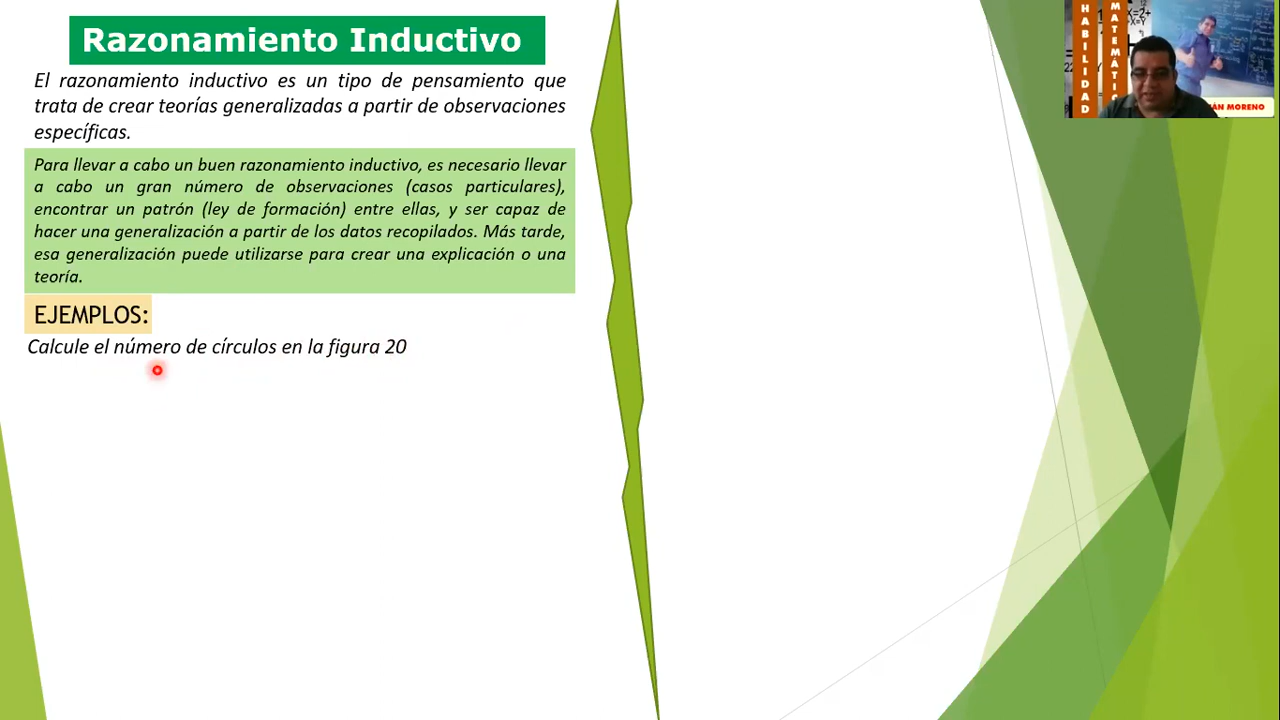 Razonamiento Inductivo
El razonamiento inductivo es un tipo de pensamiento que
trata de crear teorías generalizadas a partir de observaciones
específicas.
Para llevar a cabo un buen razonamiento inductivo, es necesario llevar
a cabo un gran número de observaciones (casos particulares),
encontrar un patrón (ley de formación) entre ellas, y ser capaz de
hacer una generalización a partir de los datos recopilados. Más tarde,
esa generalización puede utilizarse para crear una explicación o una
teoría.
EJEMPLOS:
Calcule el número de círculos en la figura 20
HABILIDAD
MATEMÁTIC
MORENO